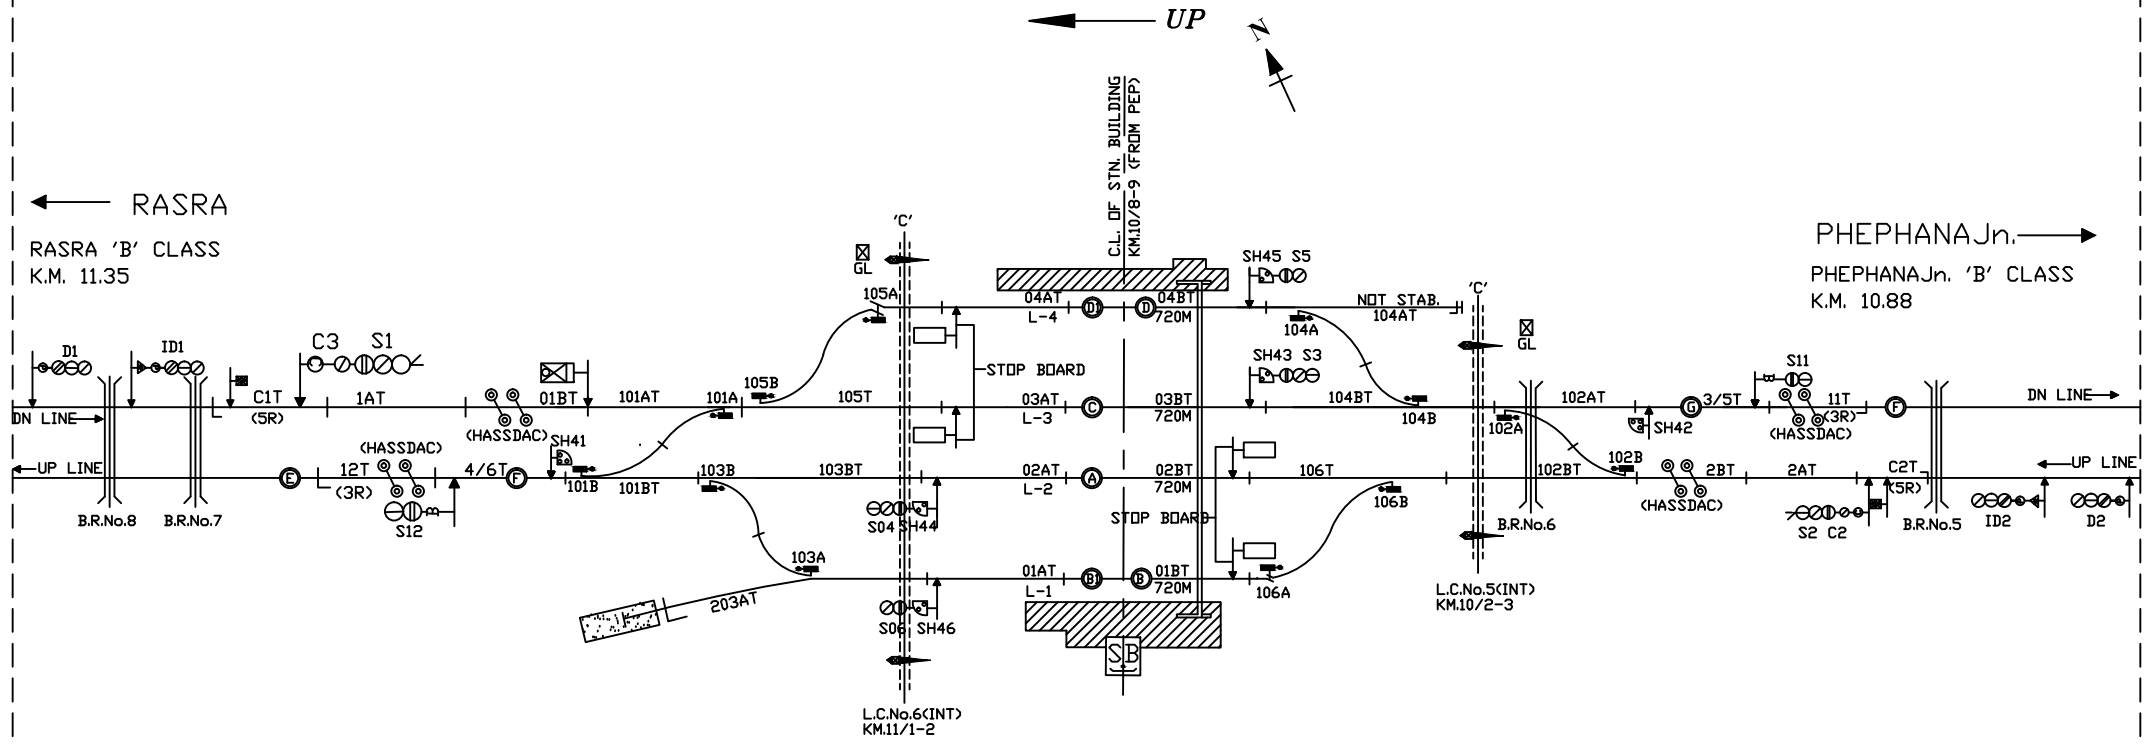 UP
N
C.L. OF STN. BUILDING
KM.10/8-9 (FROM PEP)
RASRA
RASRA 'B' CLASS
K.M. 11.35
PHEPHANAJn.
PHEPHANAJn. 'B' CLASS
K.M. 10.88
'C'
GL
105A
04AT
L-4
D1
D
04BT
720M
SH45 S5
NOT STAB.
104AT
104A
'C'
GL
D1
ID1
C3 S1
STOP BOARD
SH43 S3
S11
B
DN LINE
C1T
(5R)
1AT
(HASSDAC)
01BT
101AT
101A
105B
105T
03AT
L-3
C
03BT
720M
104BT
104B
102A
102AT
SH42
G
3/5T
(HASSDAC)
11T
(3R)
F
DN LINE
UP LINE
E
12T
(3R)
(HASSDAC)
4/6T
F
SH41
101B
101BT
103B
103BT
02AT
L-2
A
02BT
720M
106T
106B
102BT
102B
(HASSDAC)
2BT
2AT
C2T
(5R)
UP LINE
B.R.No.8
B.R.No.7
S12
B
S04 SH44
STOP BOARD
B.R.No.6
S2 C2
B.R.No.5
ID2
D2
103A
203AT
01AT
L-1
B1
B
01BT
720M
106A
L.C.No.5(INT)
KM.10/2-3
S06 SH46
SB
L.C.No.6(INT)
KM.11/1-2